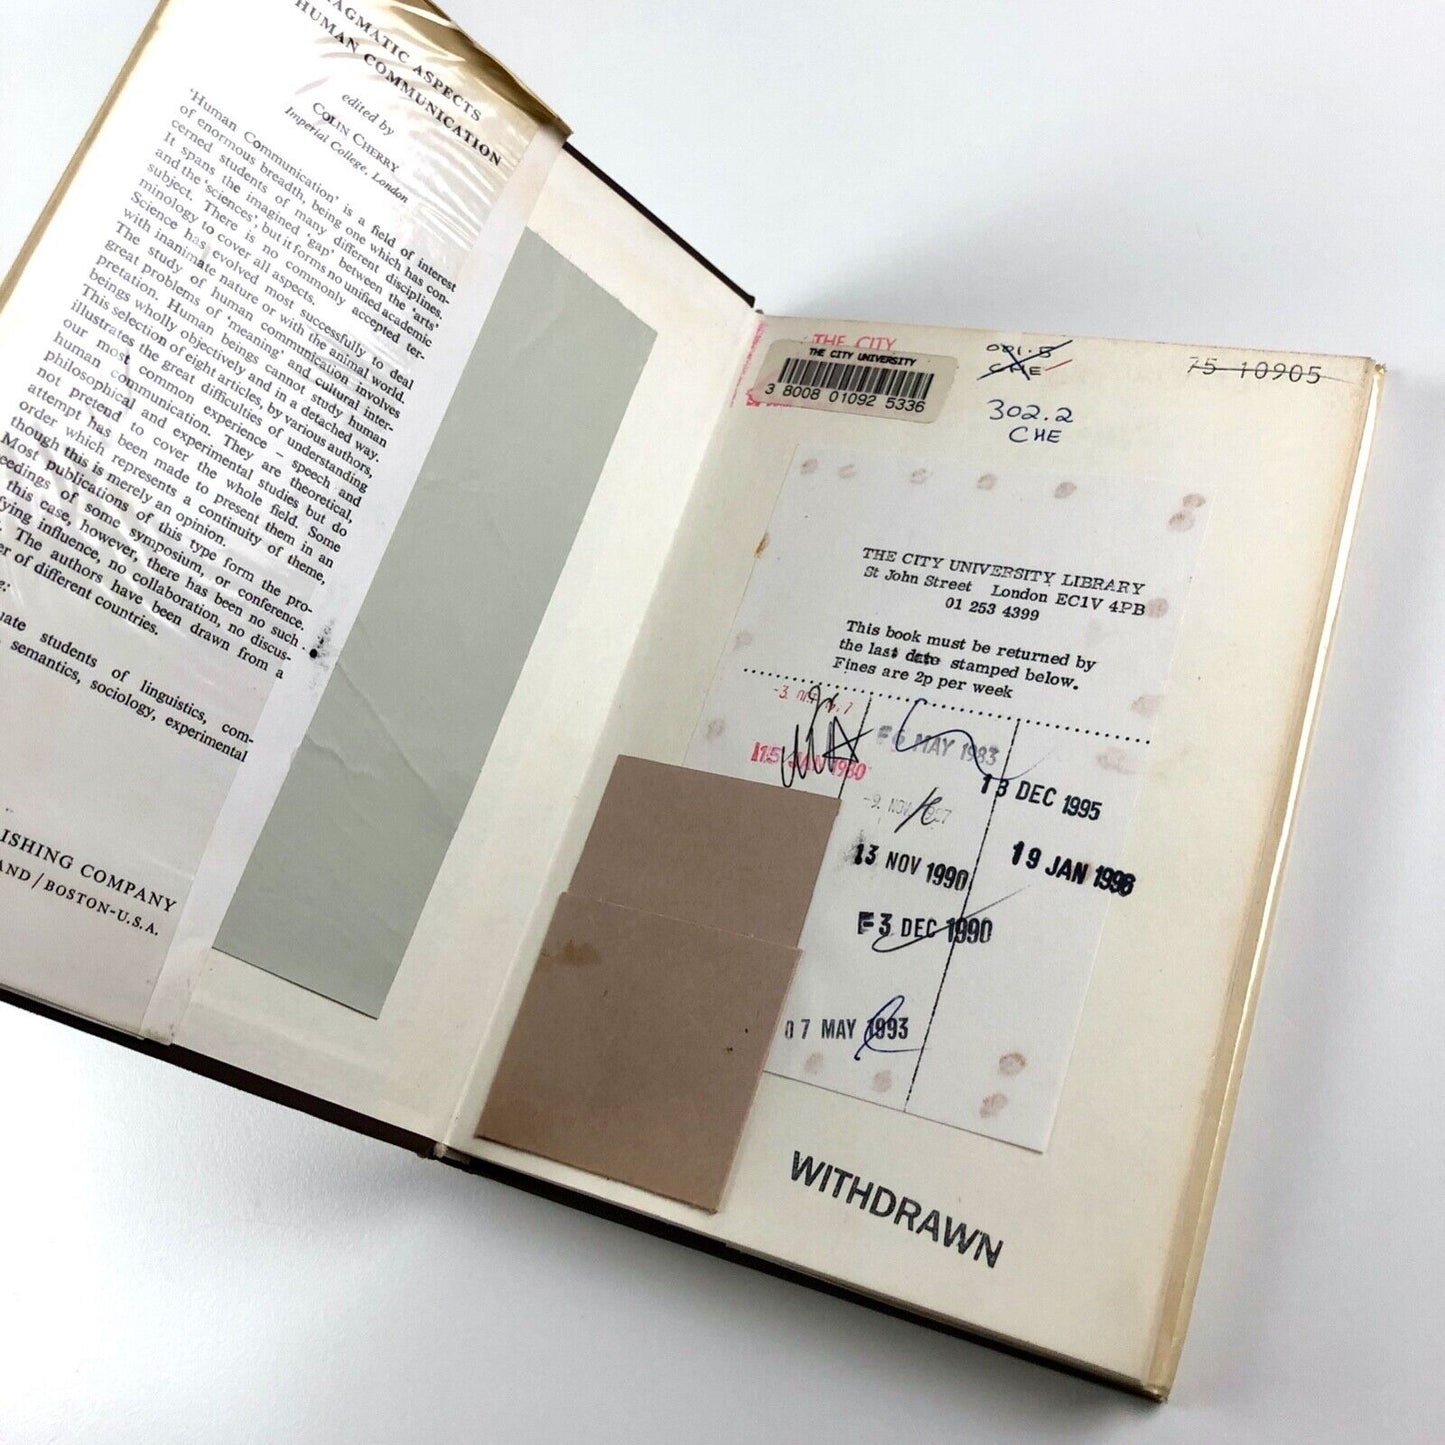 AGMATIC ASPECTS
HUMAN COMMUNICATION
edited by
COLIN CHERRY
Imperial College, London
'Human Communication' is a field of interest
of enormous breadth, being one which has con-
cerned students of many different disciplines.
It spans the imagined 'gap' between the 'arts'
and the 'sciences', but it forms no unified academic
subject. There is no commonly accepted ter-
minology to cover all aspects.
Science has evolved most successfully to deal
with inanimate nature or with the animal world.
The study of human communication involves
great problems of 'meaning' and cultural inter-
pretation. Human beings cannot study human
beings wholly objectively and in a detached way.
This selection of eight articles, by various authors,
illustrates the great difficulties of understanding
our most common experience – speech and
human communication. They are theoretical,
philosophical and experimental studies but do
not pretend to cover the whole field. Some
attempt has been made to present them in an
order which represents a continuity of theme,
though this is merely an opinion.
Most publications of this type form the pro-
ceedings of some symposium, or conference.
this case, however, there has been no such
fying influence, no collaboration, no discus-
The authors have been drawn from a
er of different countries.
e:
uate students of linguistics, com-
semantics, sociology, experimental
ISHING COMPANY
AND/BOSTON-U.S.A.
THE CITY
THE CITY UNIVERSITY
3 8008 01092 5336
001.5
CHE
302.2
CHE
75 10905
THE CITY UNIVERSITY LIBRARY
St John Street London EC1V 4PB
01 253 4399
This book must be returned by
the last date stamped below.
Fines are 2p per week
15 JAN 1980
MAY 1983
13 DEC 1995
13 NOV 1990
19 JAN 1996
F3 DEC 1990
07 MAY 1993
WITHDRAWN